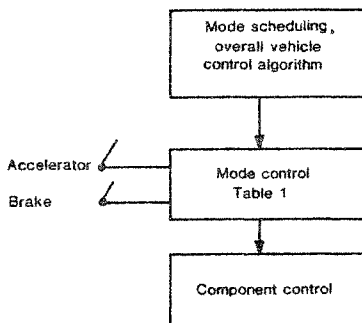 Mode scheduling,
overall vehicle
control algorithm
Accelerator
Brake
Mode control
Table 1
Component control